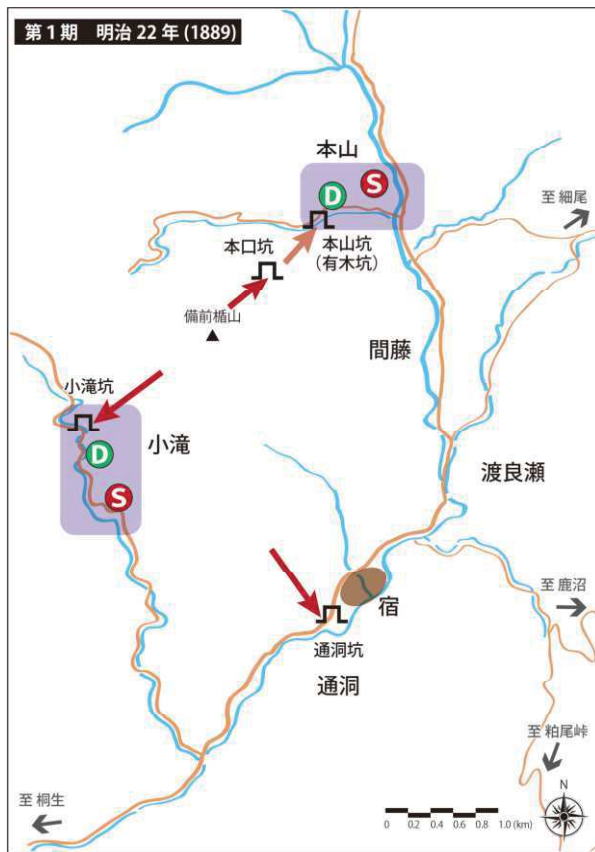 第1期 明治22年(1889)
本山
D
S
至 細尾
本口坑
本山坑
(有木坑)
備前楯山
間藤
小滝坑
小滝
D
S
渡良瀬
宿
至 鹿沼
通洞坑
通洞
至 粕尾峠
至 桐生
N
0 0.2 0.4 0.6 0.8 1.0 (km)